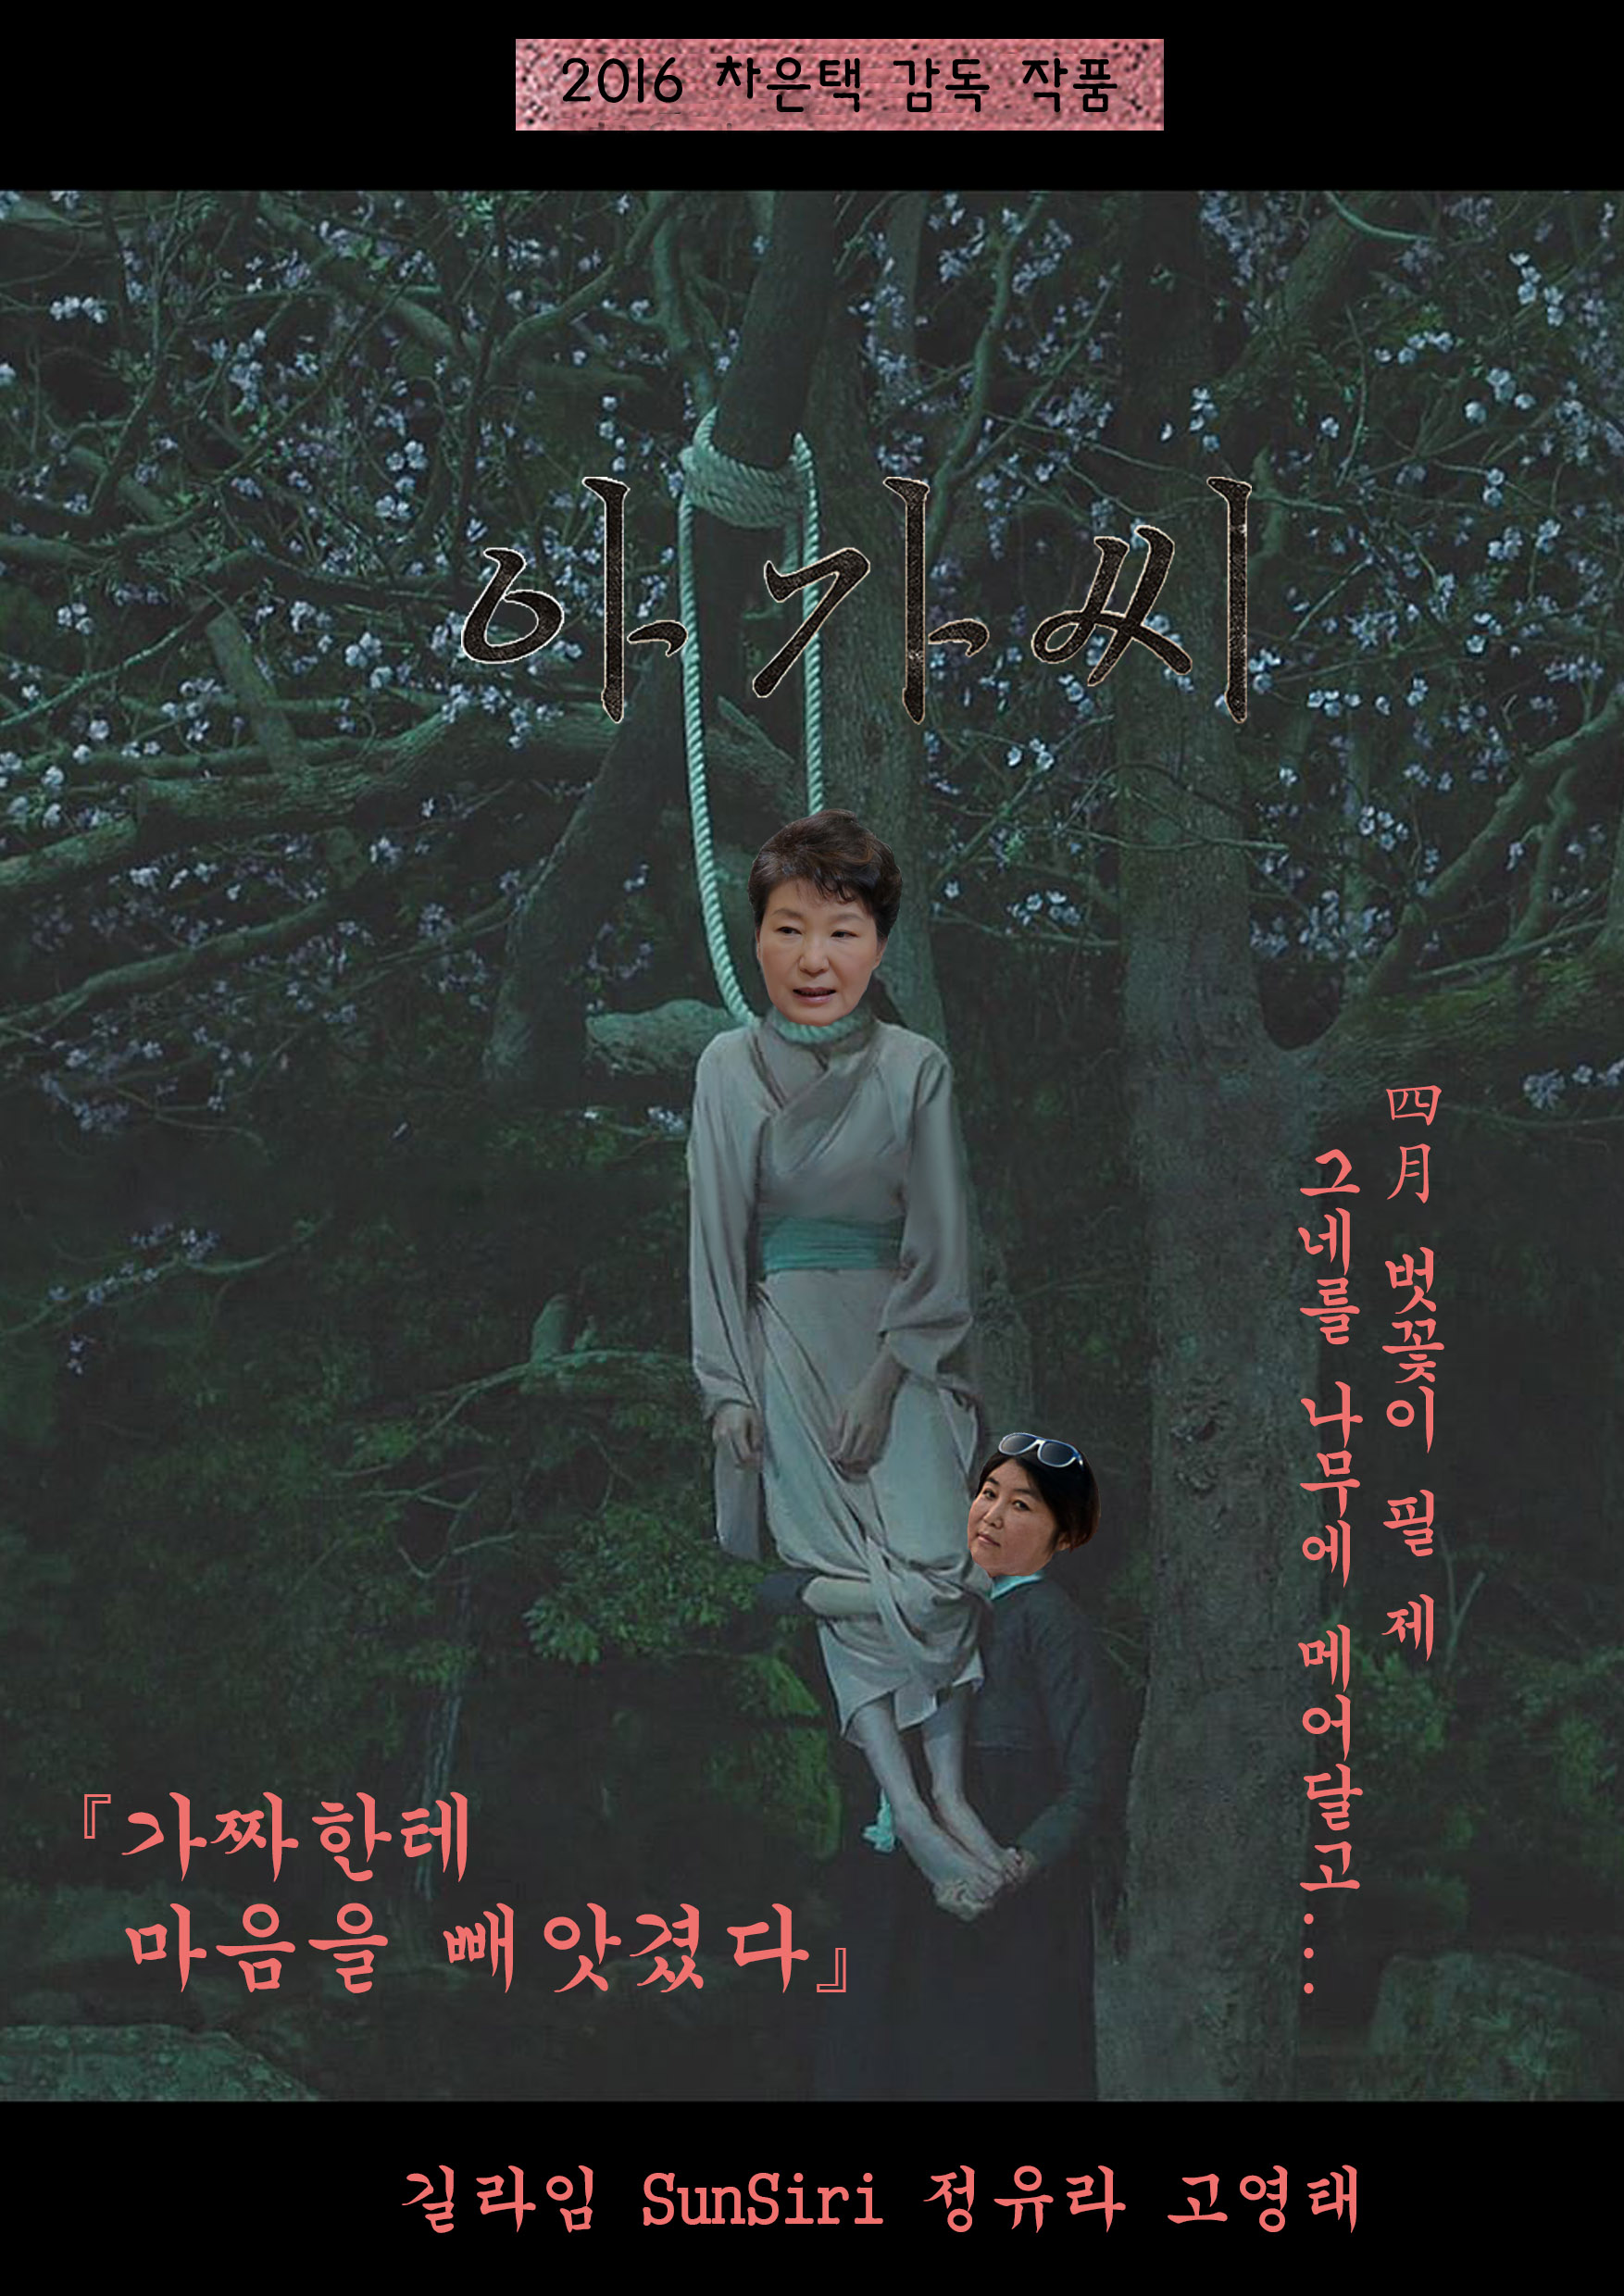 2016 차은택 감독 작품
아가씨
四月 벚꽃이 필 제
그네를 나무에 메어달고...
『가짜한테
마음을 빼앗겼다』
길라임 SunSiri 정유라 고영태